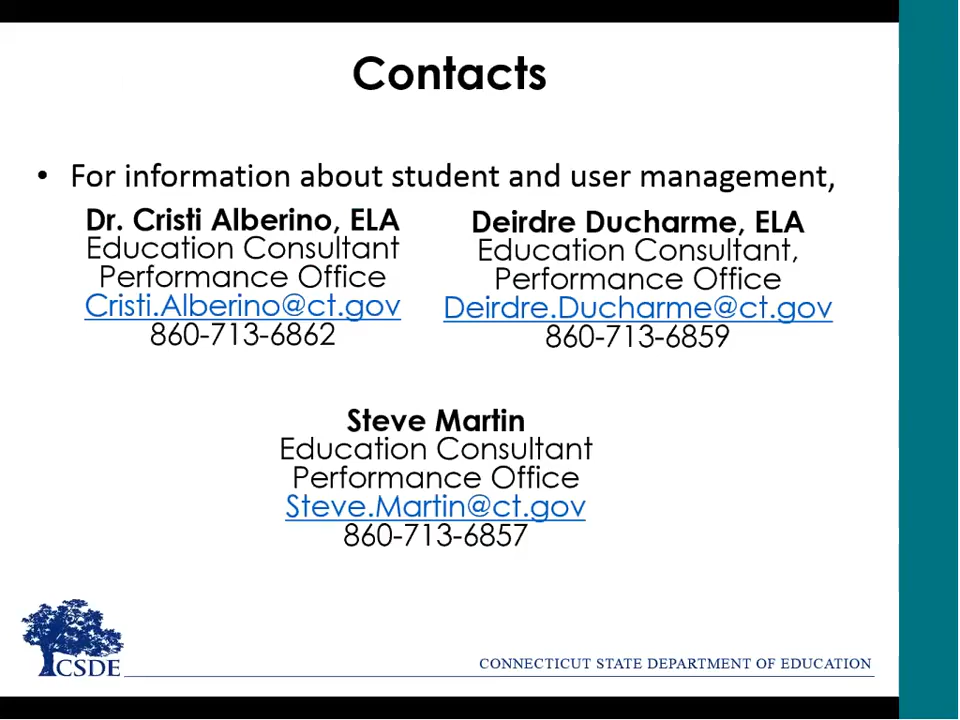 Contacts
• For information about student and user management,
Dr. Cristi Alberino, ELA
Education Consultant
Performance Office
Cristi.Alberino@ct.gov
860-713-6862
Deirdre Ducharme, ELA
Education Consultant,
Performance Office
Deirdre.Ducharme@ct.gov
860-713-6859
Steve Martin
Education Consultant
Performance Office
Steve.Martin@ct.gov
860-713-6857
CSDE
CONNECTICUT STATE DEPARTMENT OF EDUCATION